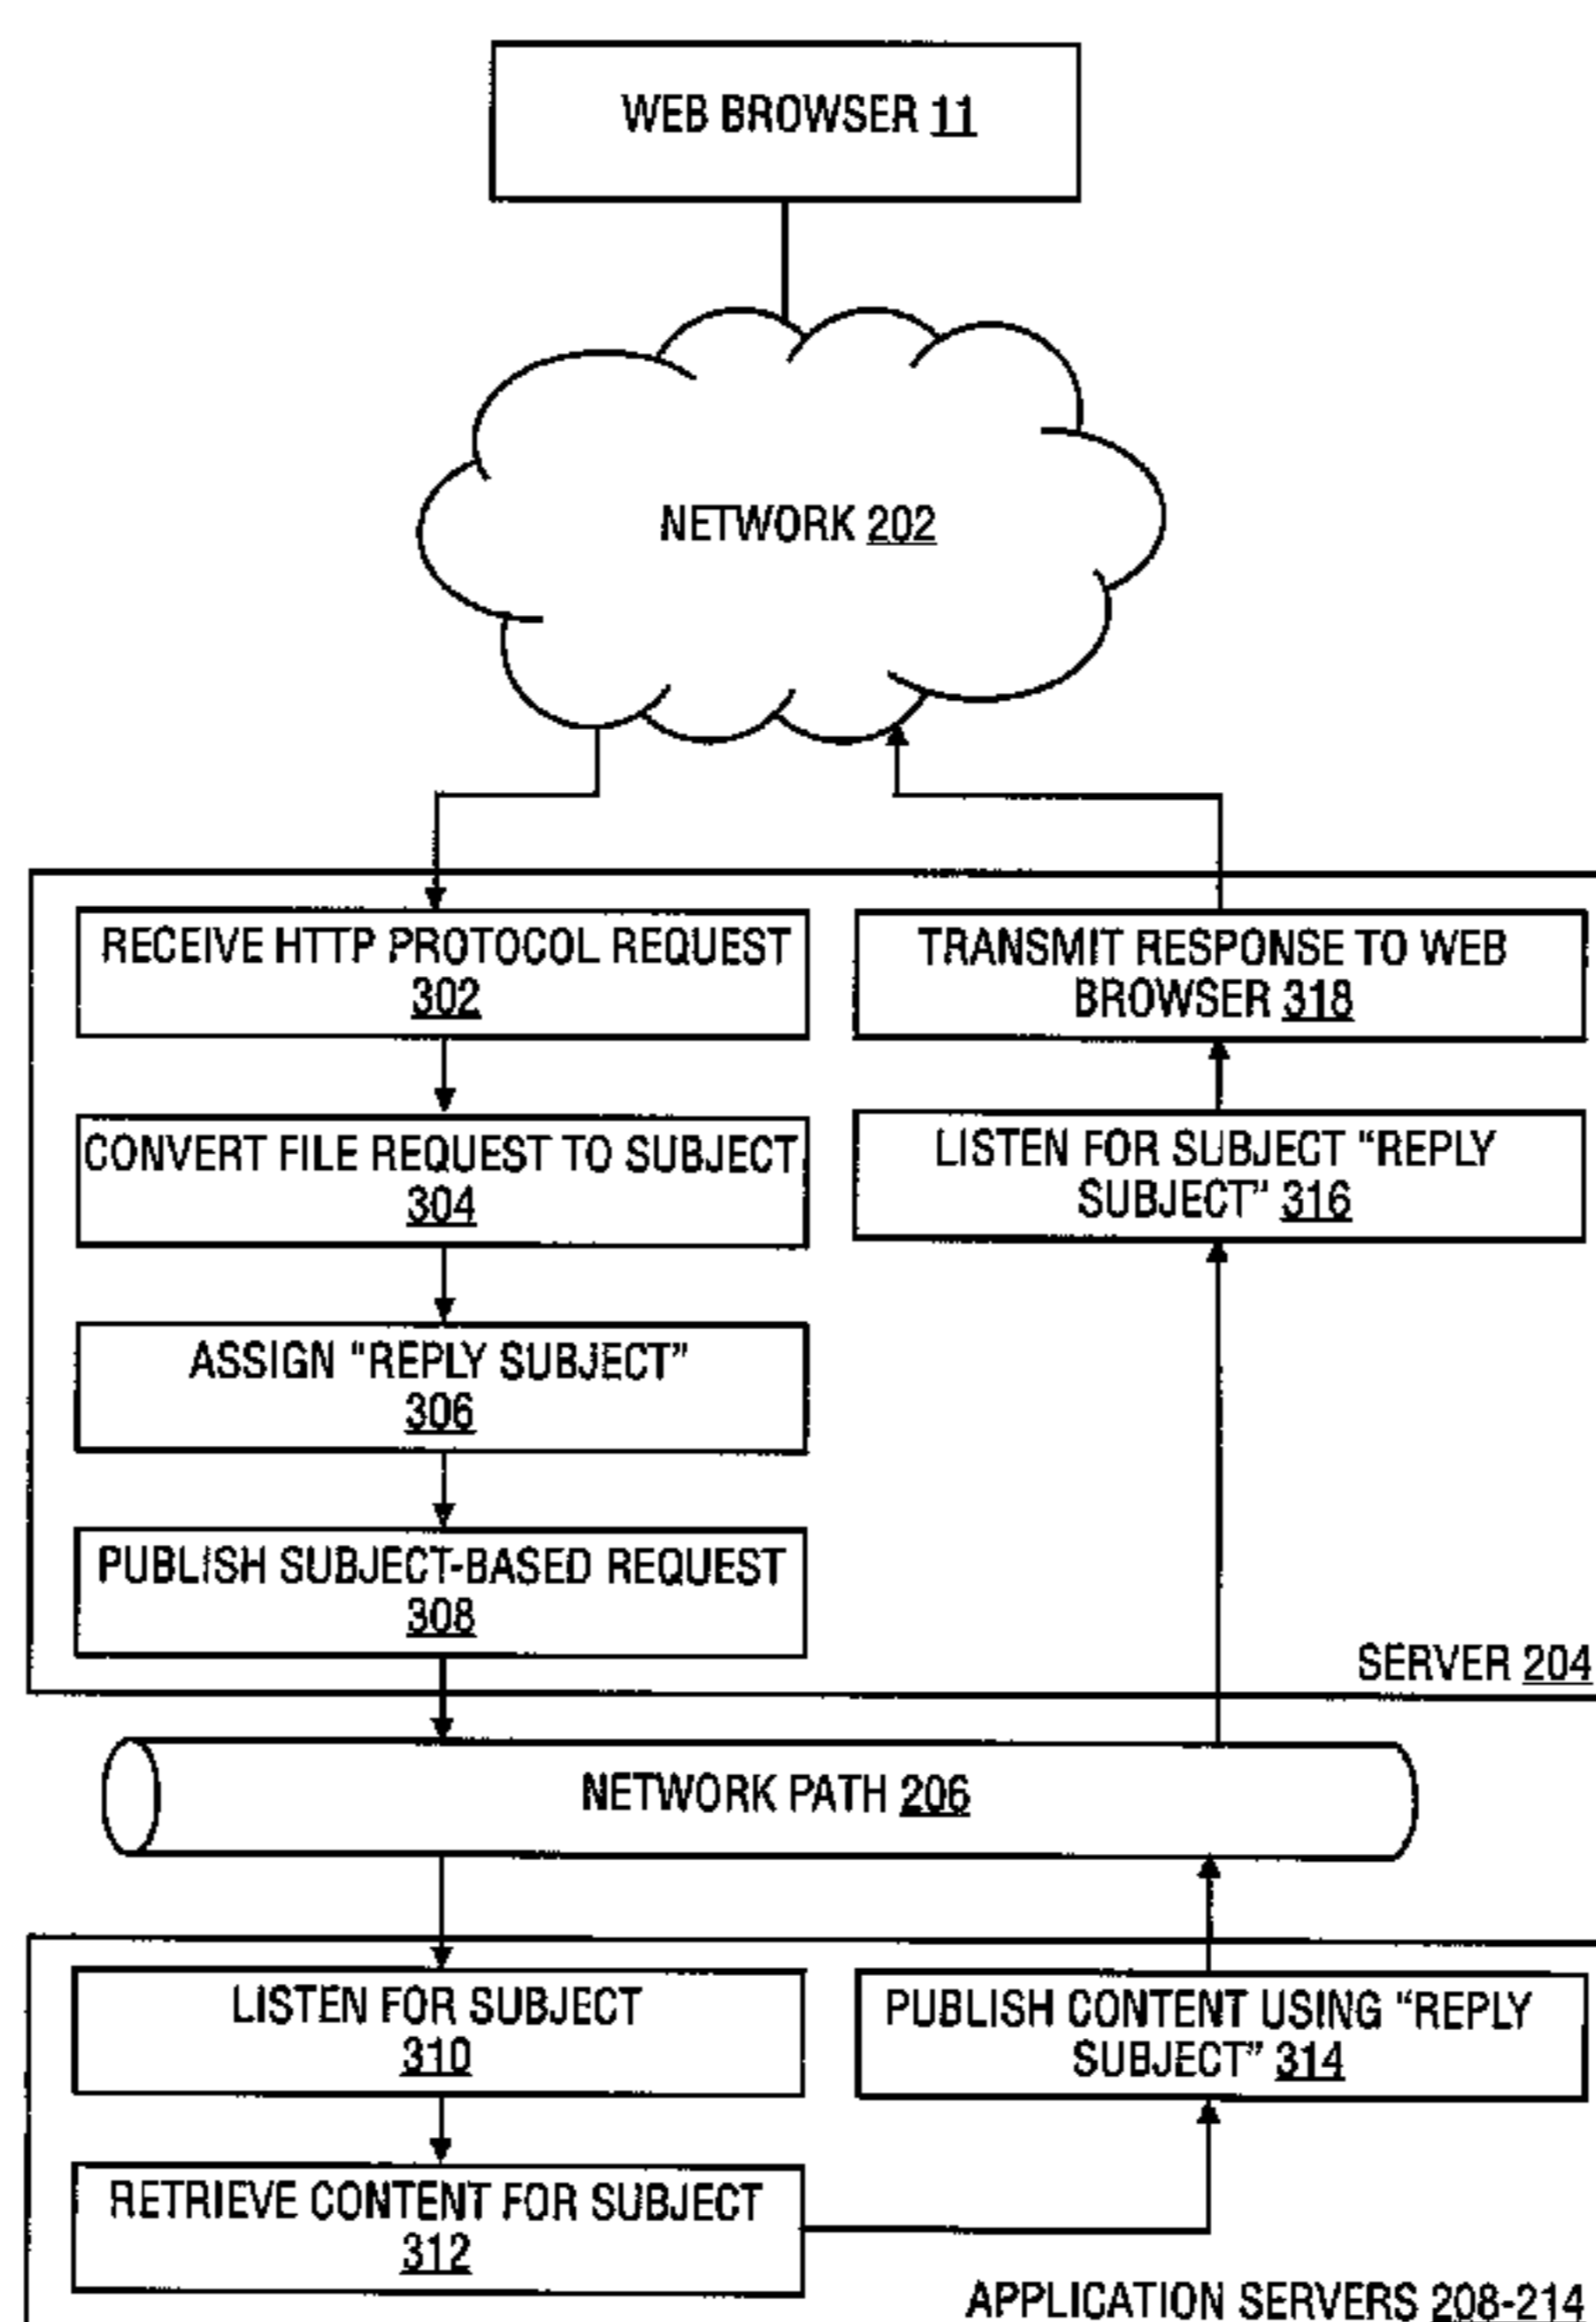 WEB BROWSER 11
NETWORK 202
RECEIVE HTTP PROTOCOL REQUEST
302
CONVERT FILE REQUEST TO SUBJECT
304
ASSIGN "REPLY SUBJECT"
306
PUBLISH SUBJECT-BASED REQUEST
308
TRANSMIT RESPONSE TO WEB
BROWSER 318
LISTEN FOR SUBJECT "REPLY
SUBJECT" 316
SERVER 204
NETWORK PATH 206
LISTEN FOR SUBJECT
310
RETRIEVE CONTENT FOR SUBJECT
312
PUBLISH CONTENT USING "REPLY
SUBJECT" 314
APPLICATION SERVERS 208-214